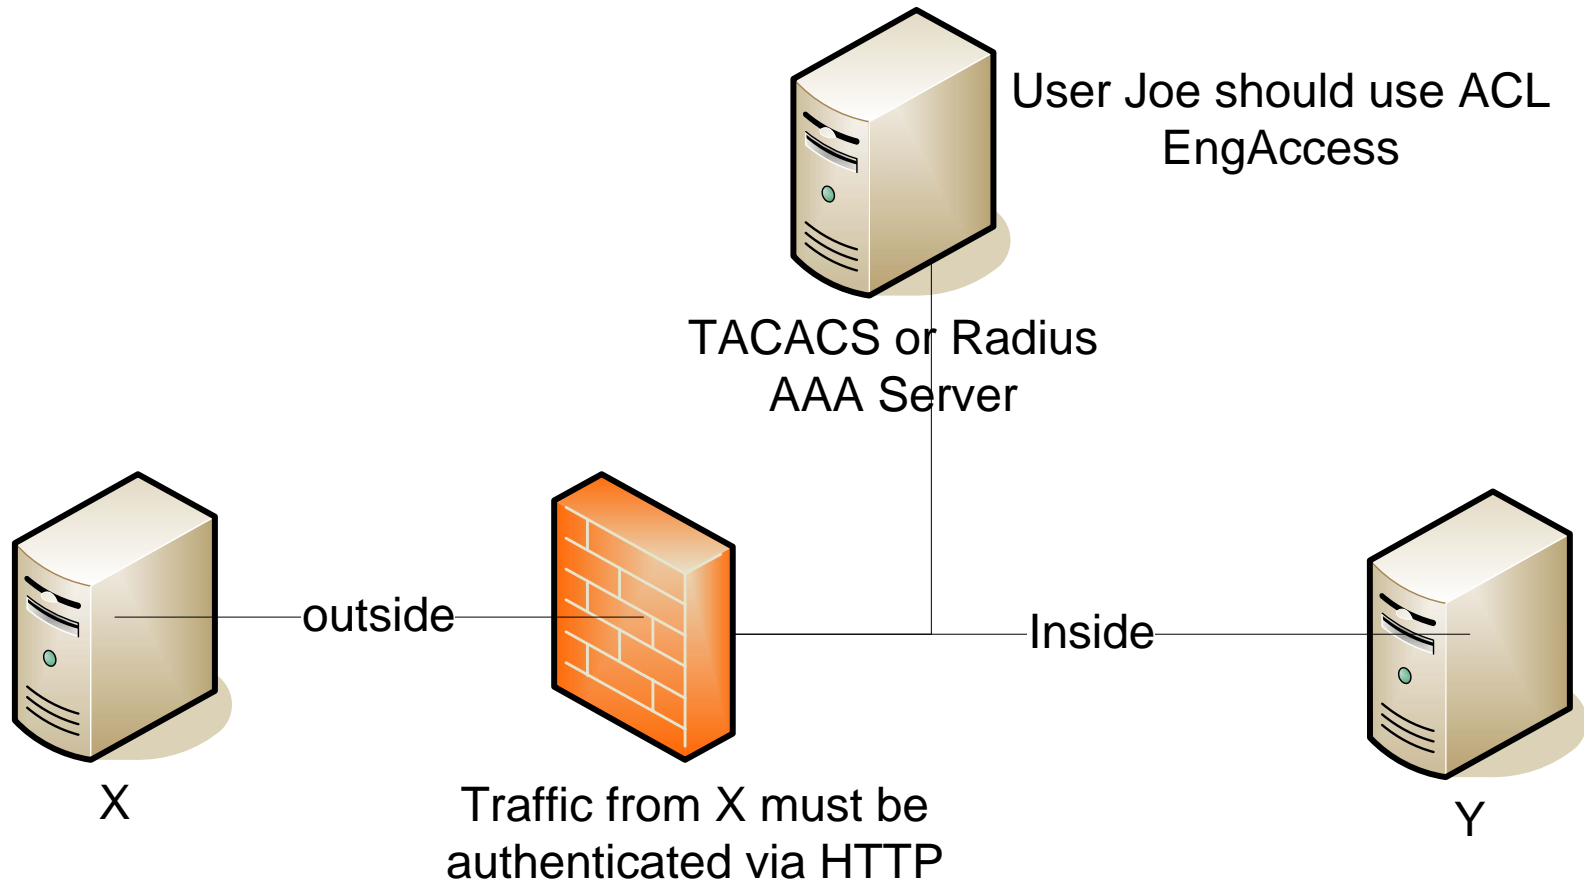 User Joe should use ACL
EngAccess
TACACS or Radius
AAA Server
outside
Inside
X
Traffic from X must be
authenticated via HTTP
Y